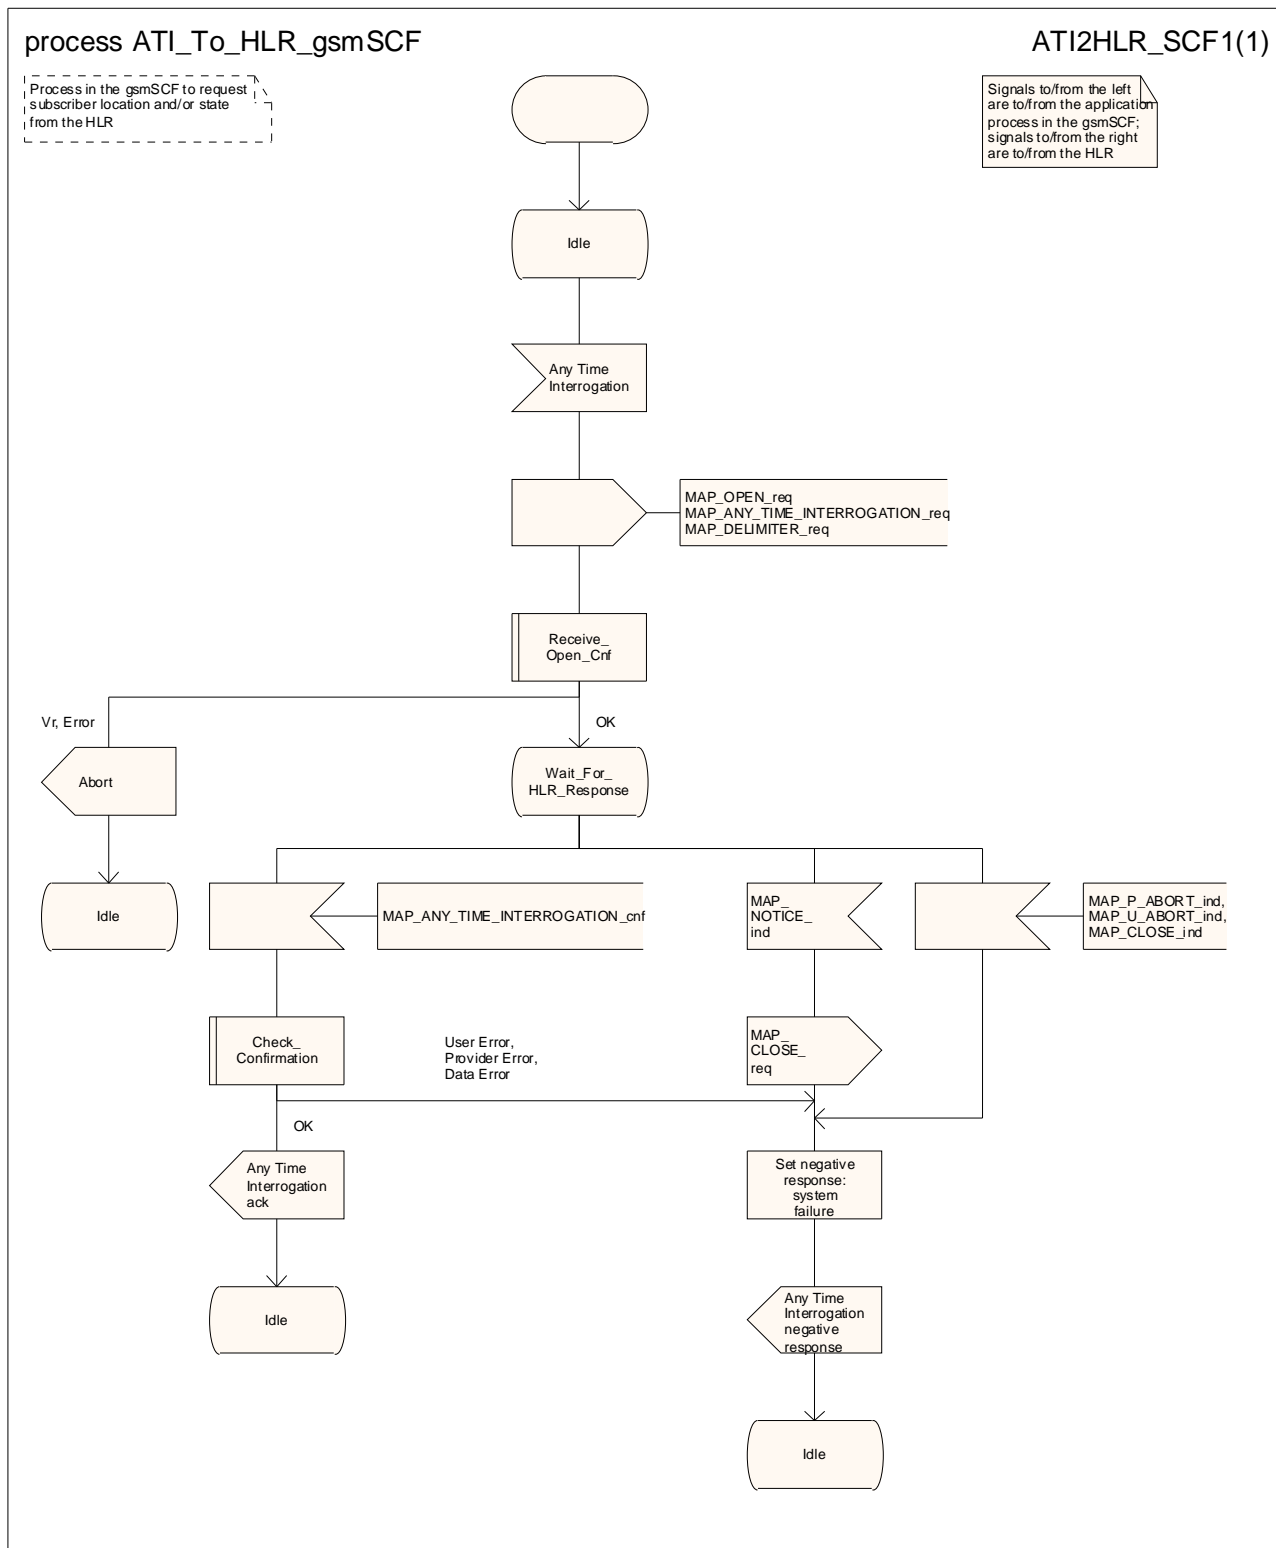 process ATI_To_HLR_gsmSCF
ATI2HLR_SCF1(1)
Process in the gsmSCF to request
subscriber location and/or state
from the HLR
Signals to/from the left
are to/from the application
process in the gsmSCF;
signals to/from the right
are to/from the HLR
Idle
Any Time
Interrogation
MAP_OPEN_req
MAP_ANY_TIME_INTERROGATION_req
MAP_DELIMITER_req
Receive_
Open_Cnf
Vr, Error
OK
Abort
Wait_For_
HLR_Response
Idle
MAP_ANY_TIME_INTERROGATION_cnf
MAP_
NOTICE_
ind
MAP_P_ABORT_ind,
MAP_U_ABORT_ind,
MAP_CLOSE_ind
Check_
Confirmation
User Error,
Provider Error,
Data Error
MAP_
CLOSE_
req
OK
Any Time
Interrogation
ack
Set negative
response:
system
failure
Idle
Any Time
Interrogation
negative
response
Idle